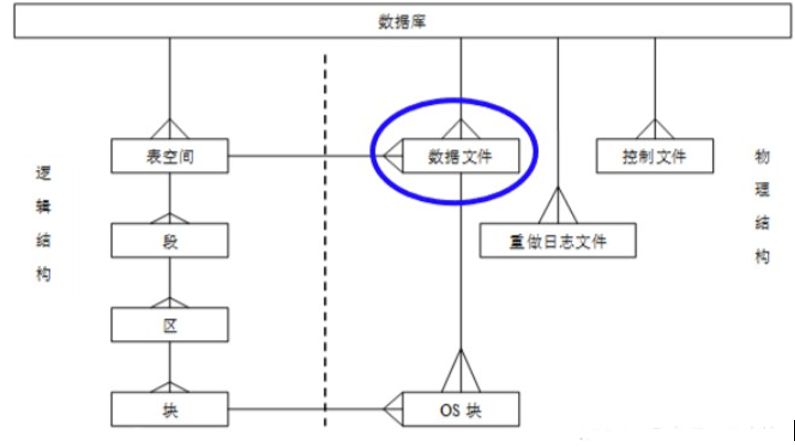 数据库
表空间
数据文件
控制文件
段
重做日志文件
区
块
OS 块
逻辑结构
物理结构